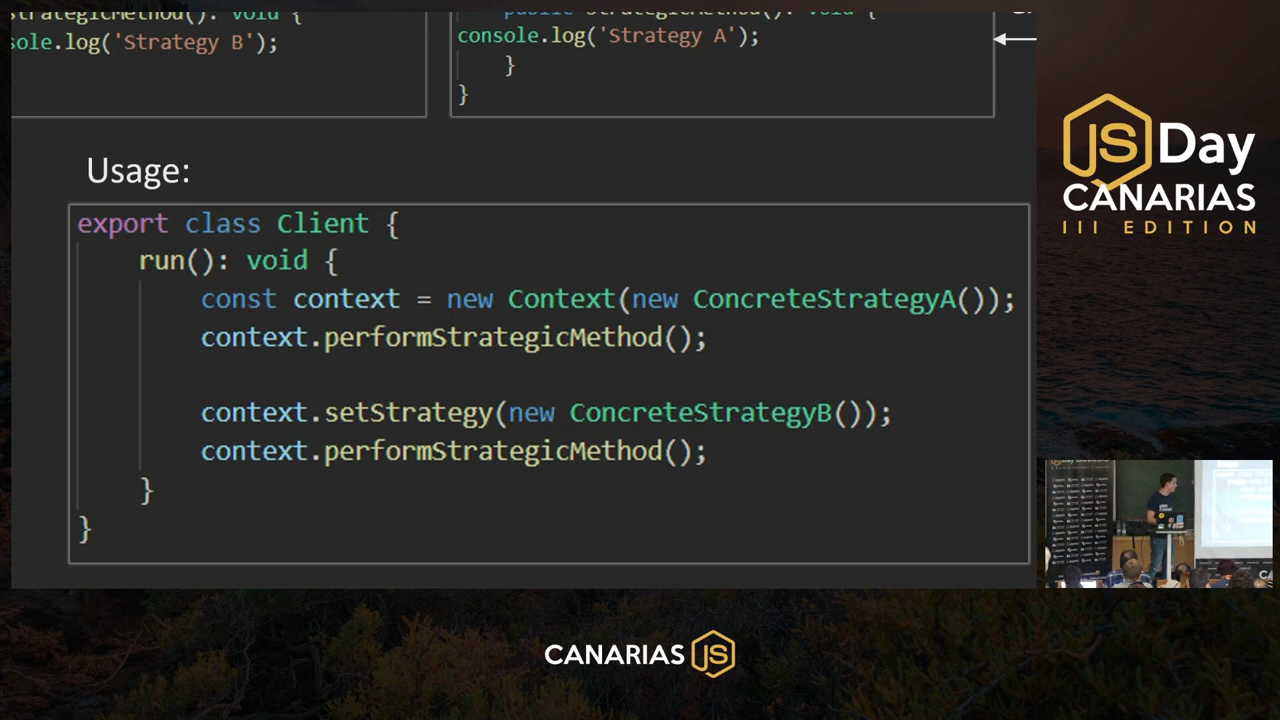 console.log('Strategy B');
console.log('Strategy A');
}
}
Usage:
export class Client {
run(): void {
const context = new Context(new ConcreteStrategyA());
context.performStrategicMethod();
context.setStrategy(new ConcreteStrategyB());
context.performStrategicMethod();
}
}
JS Day
CANARIAS
III EDITION
CANARIAS JS